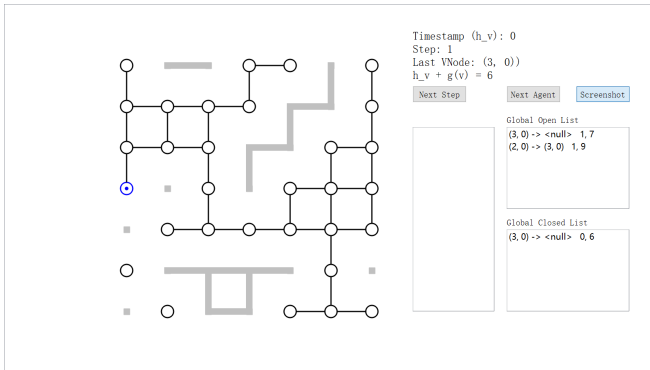 Timestamp (h_v): 0
Step: 1
Last VNode: (3, 0))
h_v + g(v) = 6
Next Step Next Agent Screenshot
Global Open List
(3, 0) -> <null> 1, 7
(2, 0) -> (3, 0) 1, 9
Global Closed List
(3, 0) -> <null> 0, 6